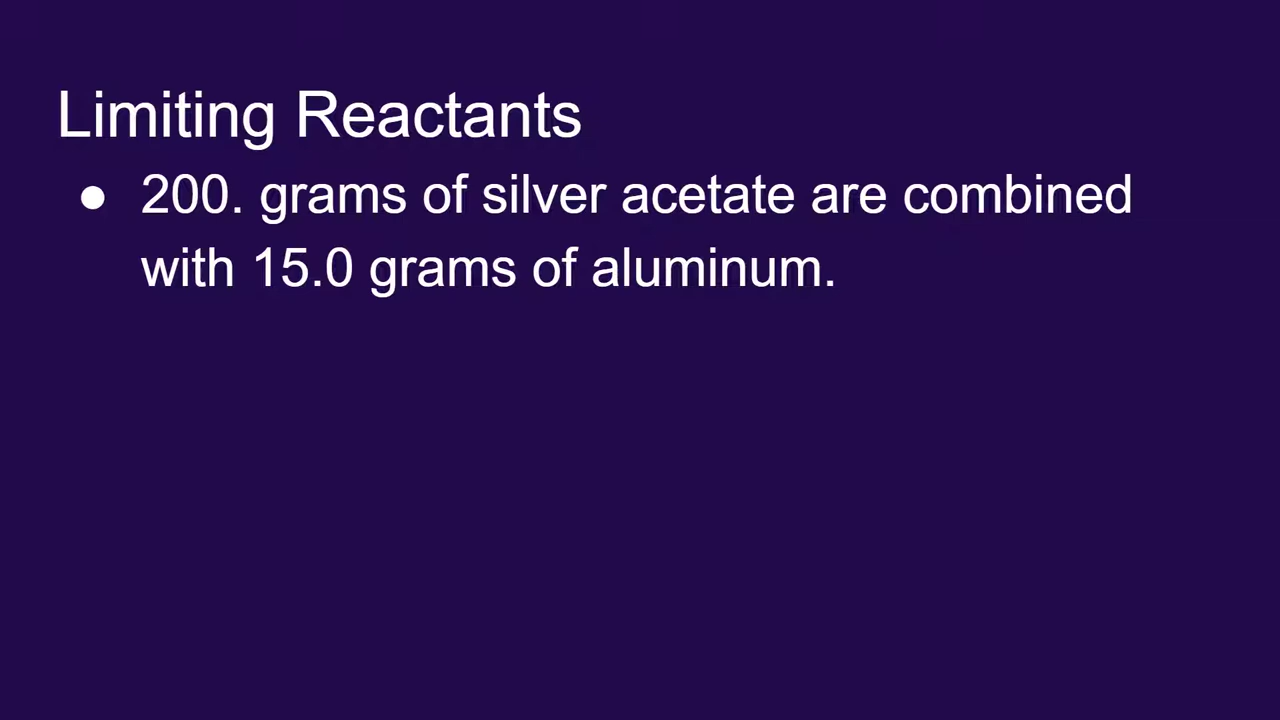 Limiting Reactants
● 200. grams of silver acetate are combined
with 15.0 grams of aluminum.